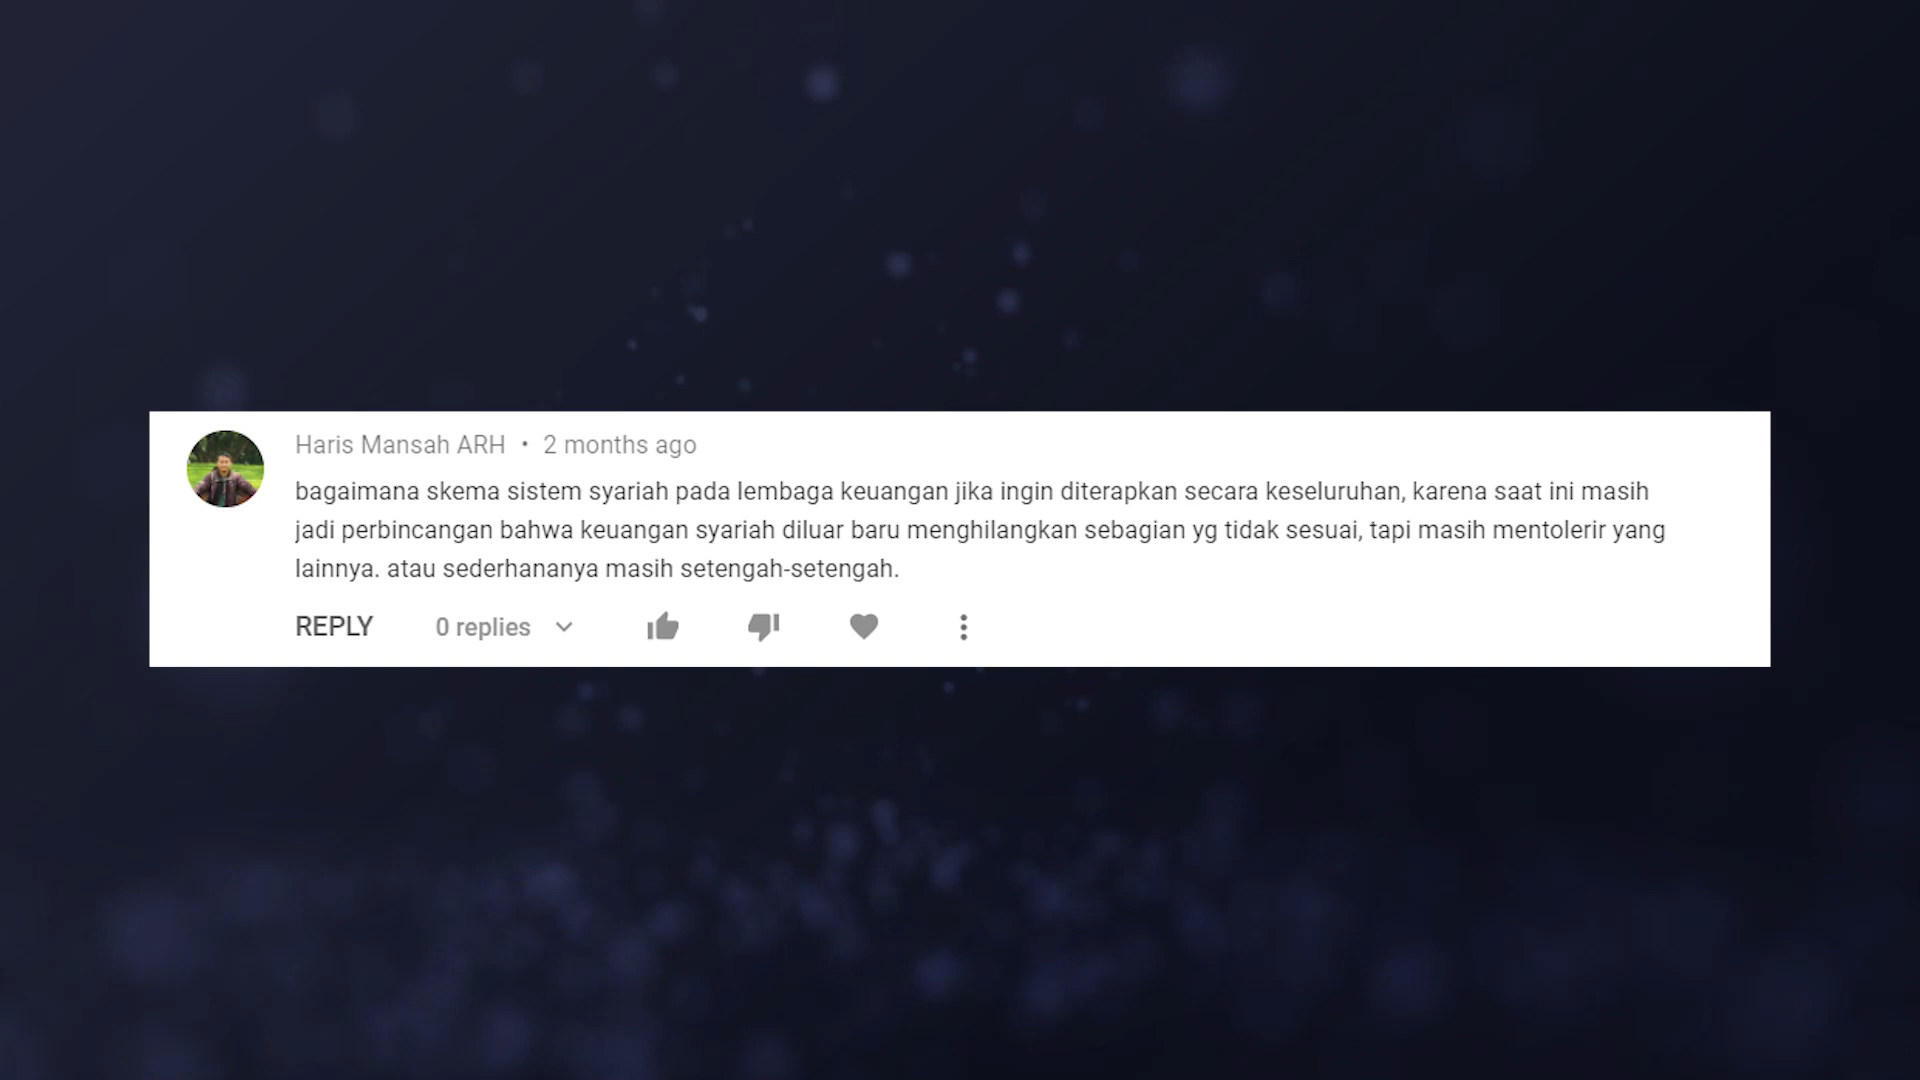 Haris Mansah ARH • 2 months ago
bagaimana skema sistem syariah pada lembaga keuangan jika ingin diterapkan secara keseluruhan, karena saat ini masih
jadi perbincangan bahwa keuangan syariah diluar baru menghilangkan sebagian yg tidak sesuai, tapi masih mentolerir yang
lainnya. atau sederhananya masih setengah-setengah.
REPLY 0 replies